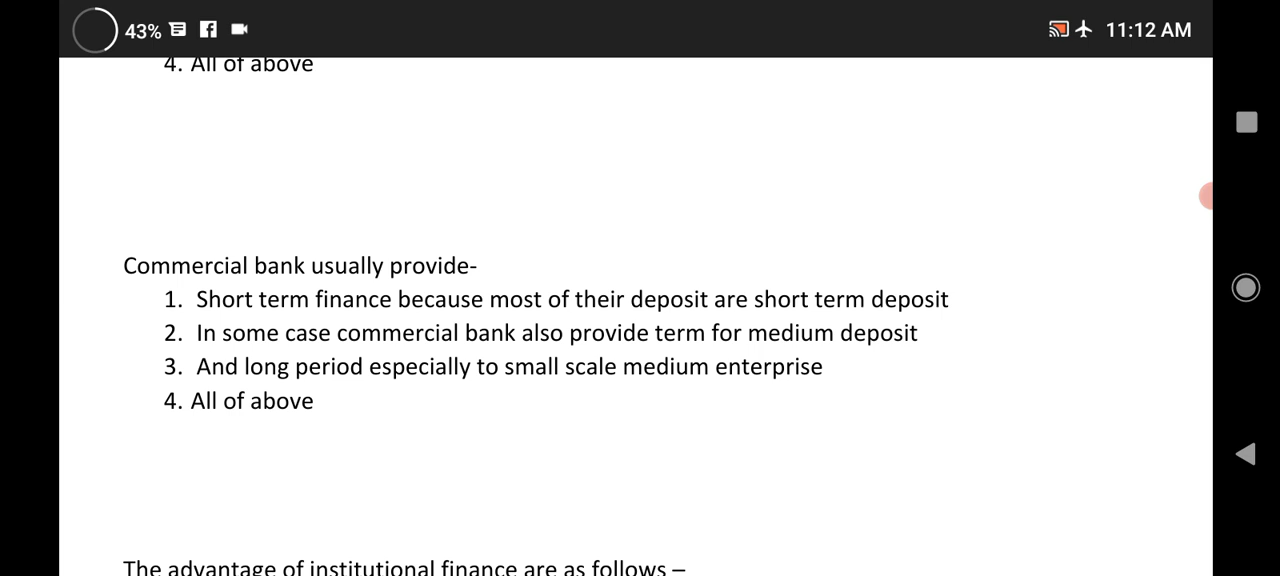 43%
11:12 AM
4. All of above
Commercial bank usually provide-
1. Short term finance because most of their deposit are short term deposit
2. In some case commercial bank also provide term for medium deposit
3. And long period especially to small scale medium enterprise
4. All of above
The advantage of institutional finance are as follows –